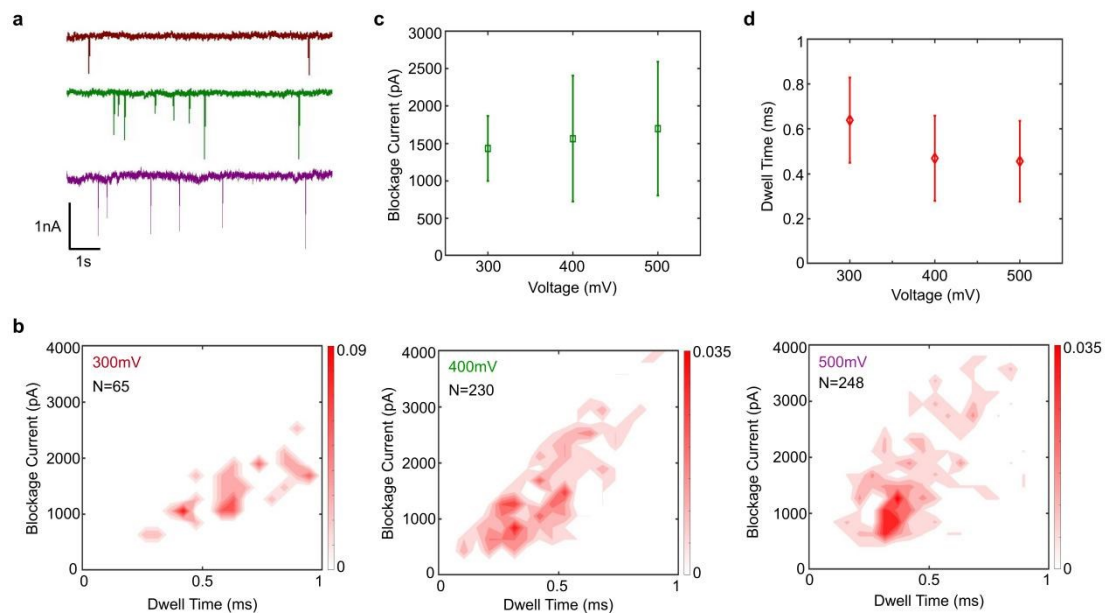 a
1nA
1s
c
3000
2500
2000
1500
1000
500
0
Blockage Current (pA)
300
400
500
Voltage (mV)
d
1
0.8
0.6
0.4
0.2
0
Dwell Time (ms)
300
400
500
Voltage (mV)
b
4000
3000
2000
1000
0
Blockage Current (pA)
300mV
N=65
0
0.5
1
Dwell Time (ms)
0.09
0
4000
3000
2000
1000
0
Blockage Current (pA)
400mV
N=230
0
0.5
1
Dwell Time (ms)
0.035
0
4000
3000
2000
1000
0
Blockage Current (pA)
500mV
N=248
0
0.5
1
Dwell Time (ms)
0.035
0